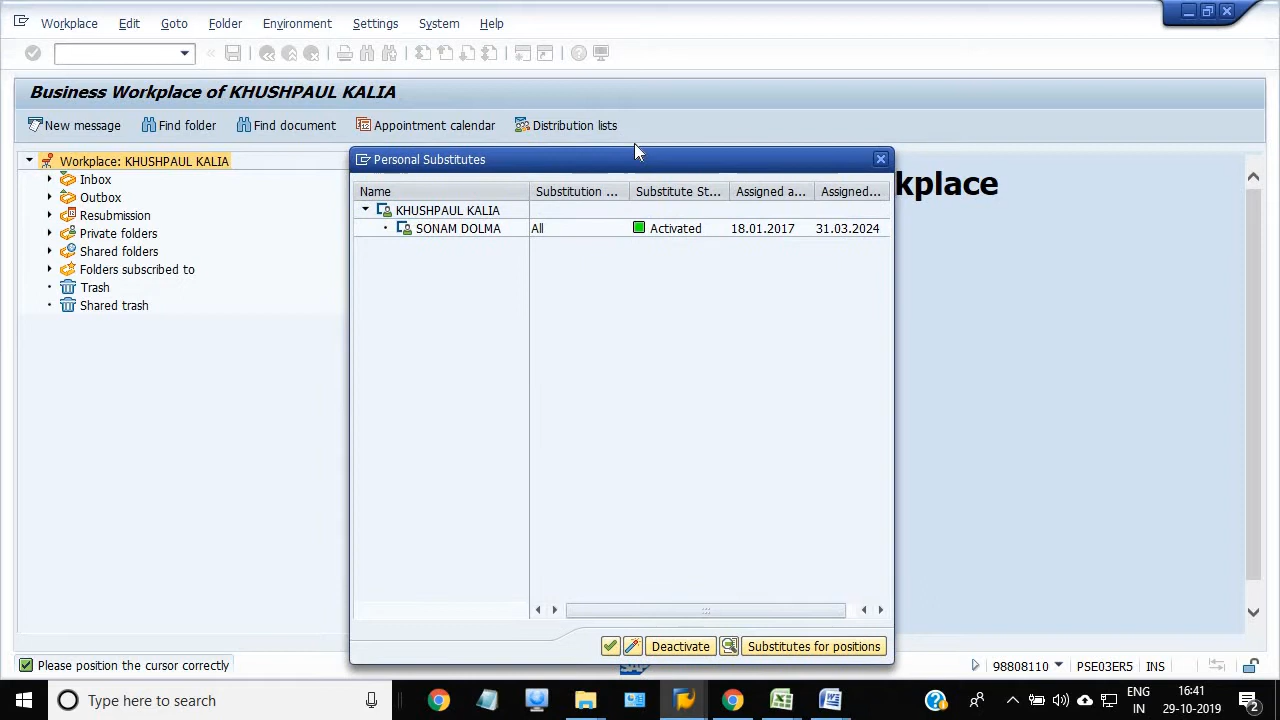 Workplace Edit Goto Folder Environment Settings System Help
Business Workplace of KHUSHPAUL KALIA
New message Find folder Find document Appointment calendar Distribution lists
Workplace: KHUSHPAUL KALIA
Inbox
Outbox
Resubmission
Private folders
Shared folders
Folders subscribed to
Trash
Shared trash
kplace
Personal Substitutes
Name Substitution ... Substitute St... Assigned a... Assigned...
KHUSHPAUL KALIA
SONAM DOLMA All Activated 18.01.2017 31.03.2024
Deactivate Substitutes for positions
Please position the cursor correctly
SAP
98808110 PSE03ER5 INS
Type here to search
ENG
IN
16:41
29-10-2019
2